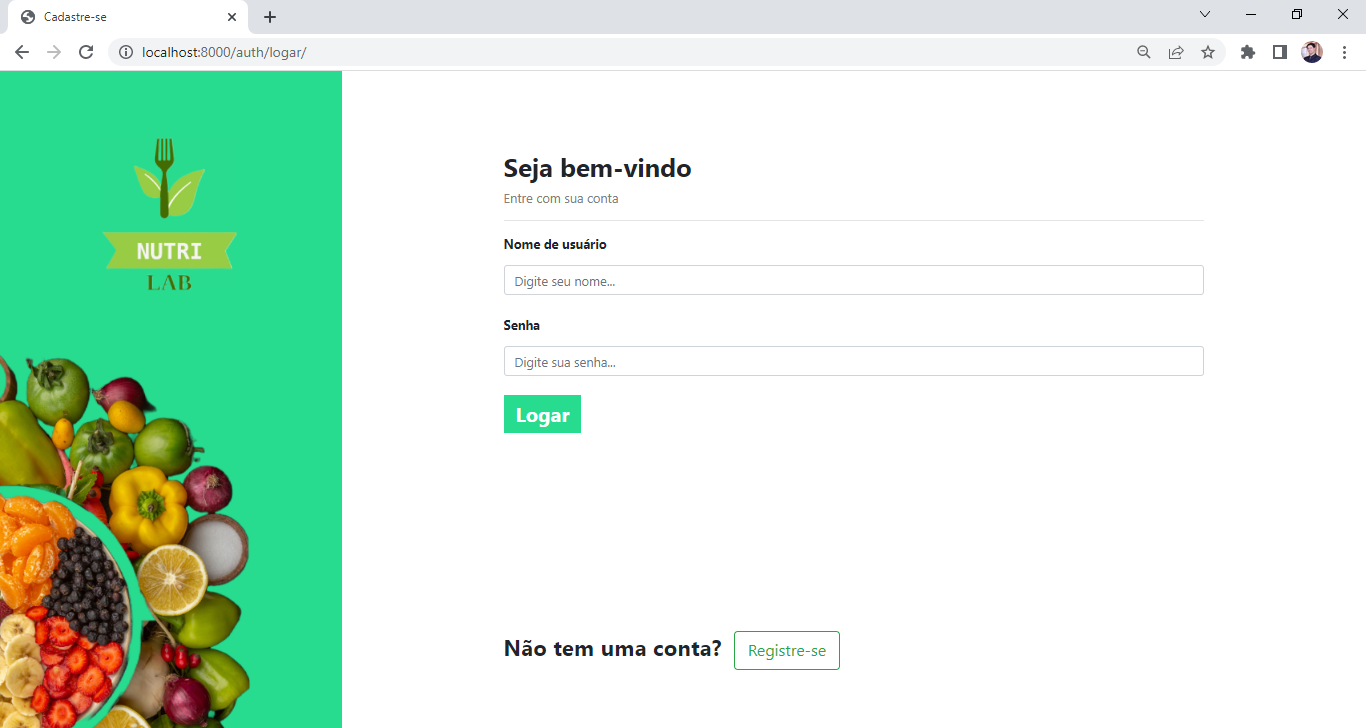 Cadastre-se
localhost:8000/auth/logar/
NUTRI
LAB
Seja bem-vindo
Entre com sua conta
Nome de usuário
Digite seu nome...
Senha
Digite sua senha...
Logar
Não tem uma conta? Registre-se